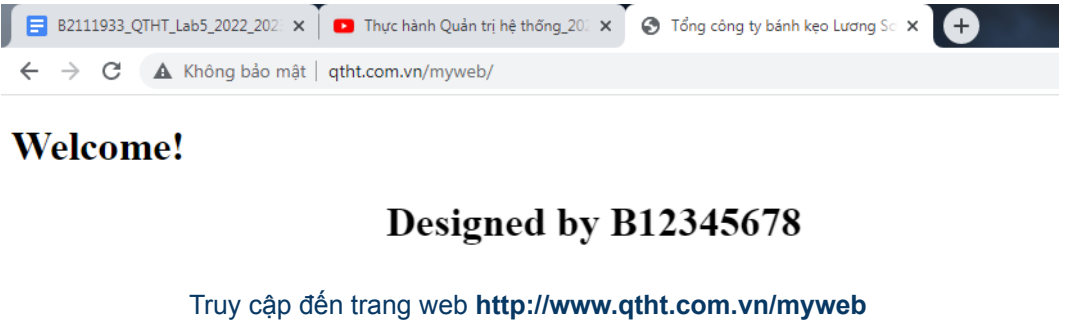 B2111933_QTHT_Lab5_2022_202
Thực hành Quản trị hệ thống_202
Tổng công ty bánh kẹo Lương Sơ
Không bảo mật
qtht.com.vn/myweb/
Welcome!
Designed by B12345678
Truy cập đến trang web http://www.qtht.com.vn/myweb